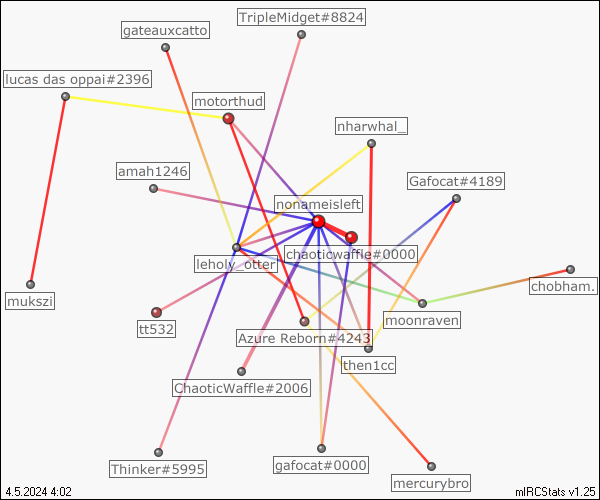 TripleMidget#8824
gateauxcatto
lucas das oppai#2396
motorthud
nharwhal_
amah1246
Gafocat#4189
nonameisleft
chaoticwaffle#0000
leholy_otter
chobham.
mukszi
moonraven
tt532
Azure Reborn#4243
then1cc
ChaoticWaffle#2006
Thinker#5995
gafocat#0000
mercurybro
4.5.2024 4:02
mIRCStats v1.25